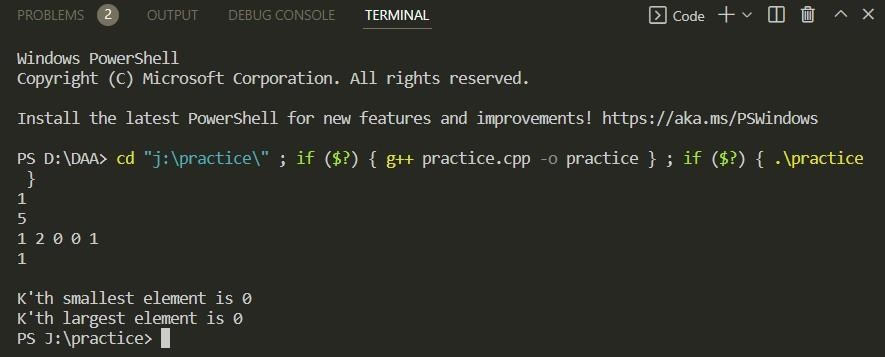 PROBLEMS 2 OUTPUT DEBUG CONSOLE TERMINAL Code
Windows PowerShell
Copyright (C) Microsoft Corporation. All rights reserved.
Install the latest PowerShell for new features and improvements! https://aka.ms/PSWindows
PS D:\DAA> cd "j:\practice\" ; if ($?) { g++ practice.cpp -o practice } ; if ($?) { .\practice
}
1
5
1 2 0 0 1
1
K'th smallest element is 0
K'th largest element is 0
PS J:\practice>